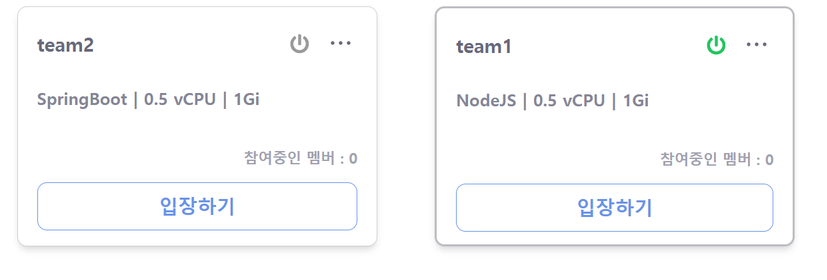 team2
SpringBoot | 0.5 vCPU | 1Gi
참여중인 멤버 : 0
입장하기
team1
NodeJS | 0.5 vCPU | 1Gi
참여중인 멤버 : 0
입장하기